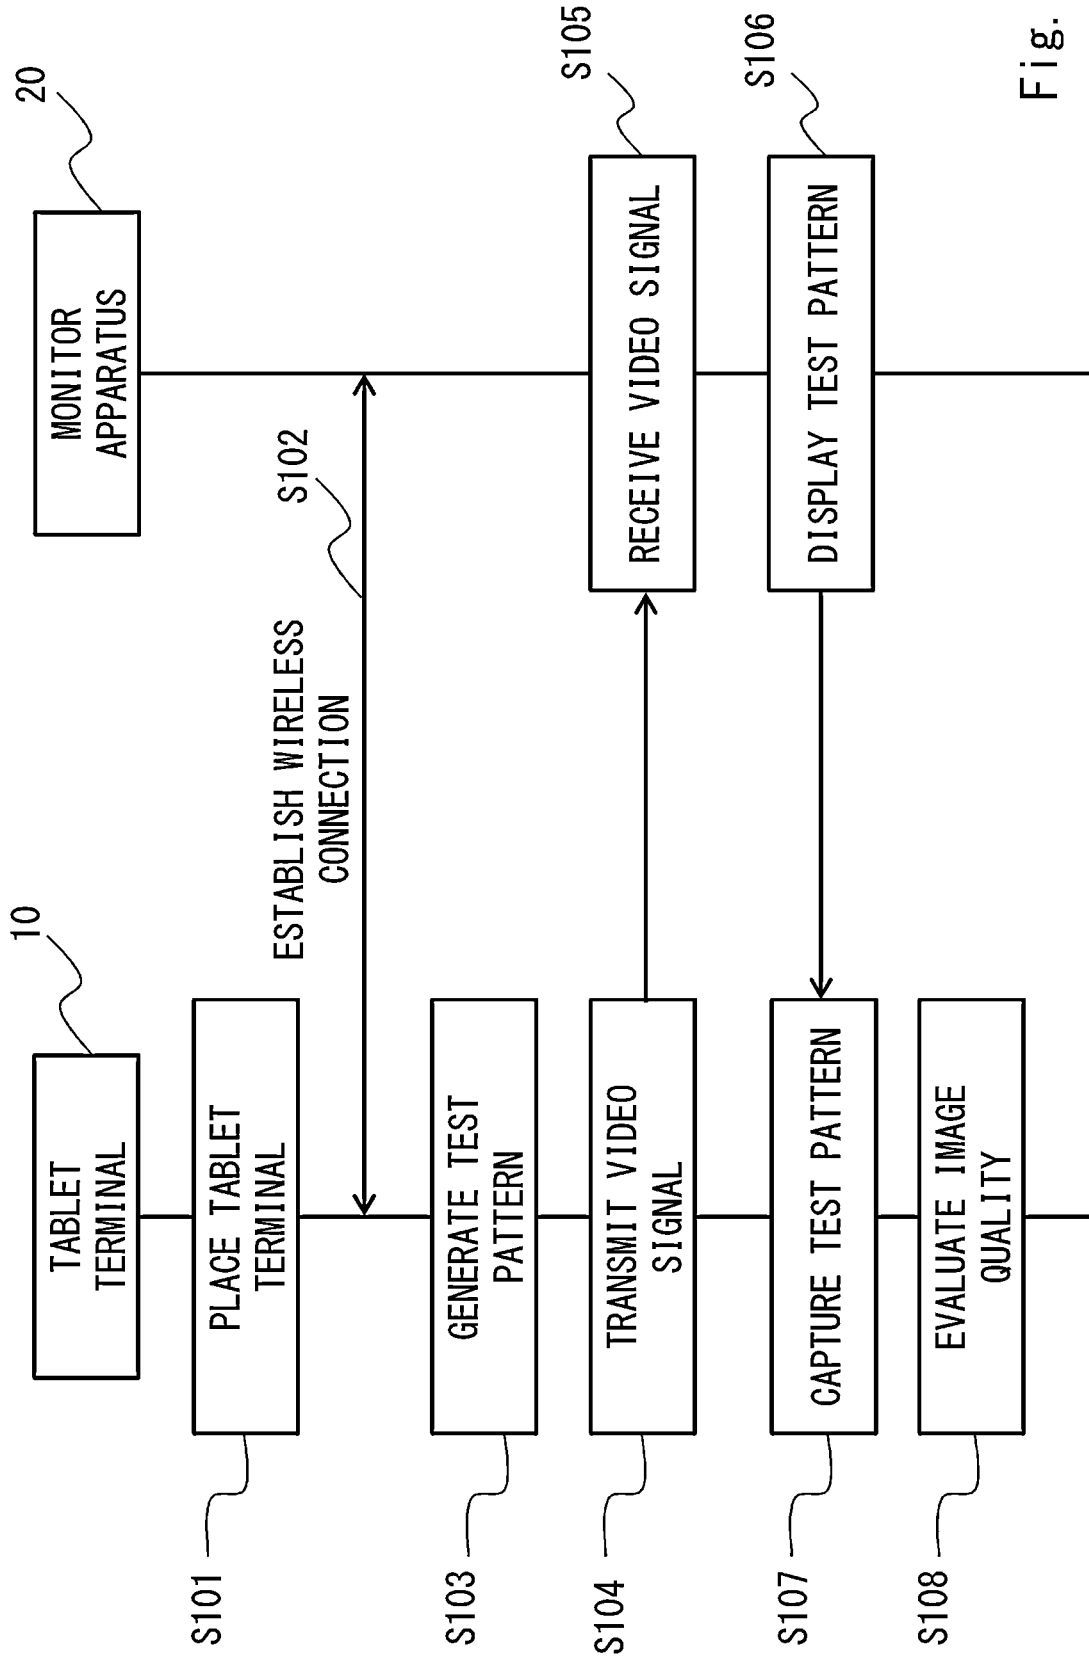 10
TABLET
TERMINAL
20
MONITOR
APPARATUS
S101
PLACE TABLET
TERMINAL
ESTABLISH WIRELESS
CONNECTION
S102
S103
GENERATE TEST
PATTERN
S104
TRANSMIT VIDEO
SIGNAL
RECEIVE VIDEO SIGNAL
S105
S107
CAPTURE TEST PATTERN
DISPLAY TEST PATTERN
S106
S108
EVALUATE IMAGE
QUALITY
Fig.